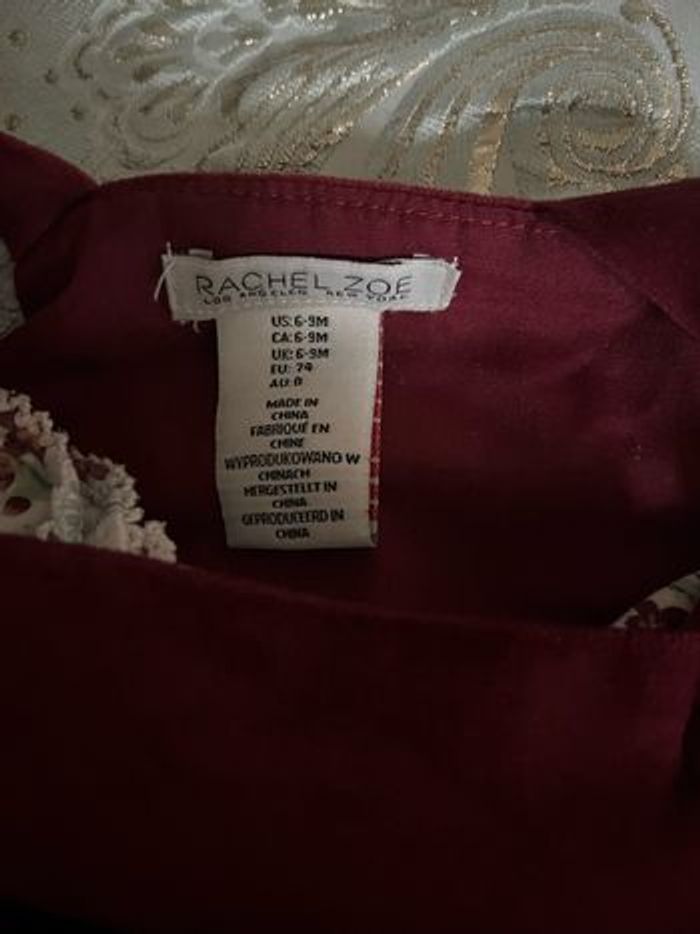 RACHEL ZOE
LOS ANGELES NEW YORK
US: 6-9M
CA: 6-9M
UK: 6-9M
EU: 74
AU: 0
MADE IN
CHINA
FABRIQUÉ EN
CHINE
WYPRODUKOWANO W
CHINACH
HERGESTELLT IN
CHINA
GEPRODUCEERD IN
CHINA